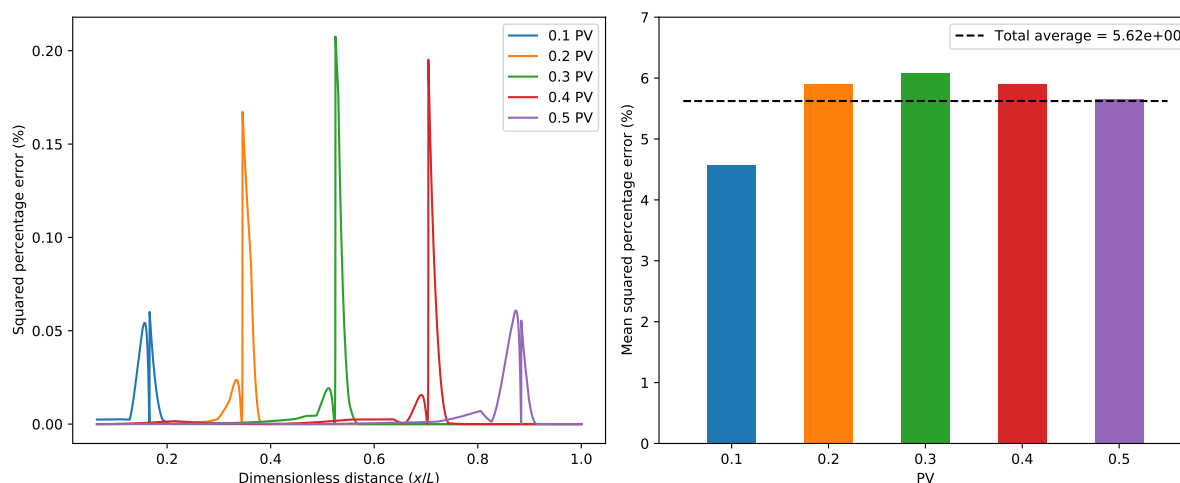 0.20
0.15
0.10
0.05
0.00
Squared percentage error (%)
0.2
0.4
0.6
0.8
1.0
Dimensionless distance (x/L)
0.1 PV
0.2 PV
0.3 PV
0.4 PV
0.5 PV
7
6
5
4
3
2
1
0
Mean squared percentage error (%)
0.1
0.2
0.3
0.4
0.5
PV
Total average = 5.62e+00